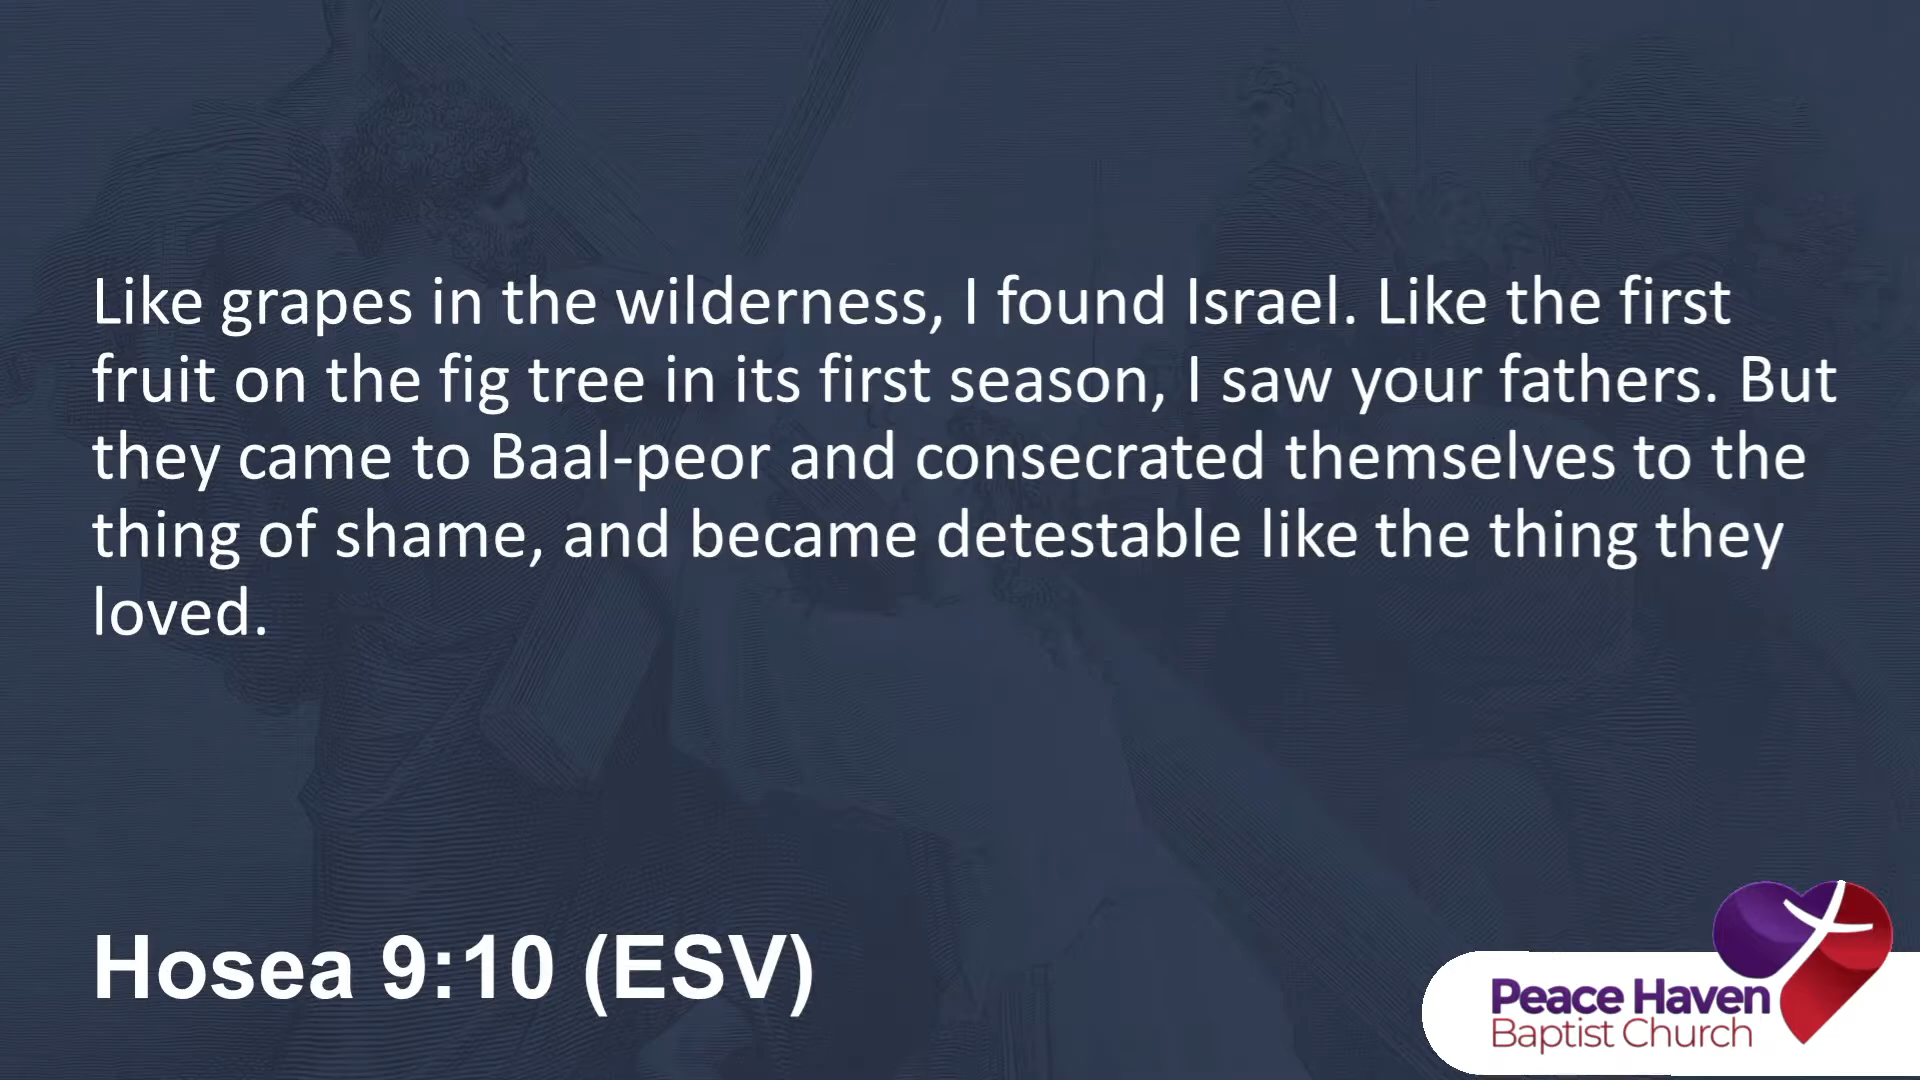 Like grapes in the wilderness, I found Israel. Like the first
fruit on the fig tree in its first season, I saw your fathers. But
they came to Baal-peor and consecrated themselves to the
thing of shame, and became detestable like the thing they
loved.
Hosea 9:10 (ESV)
Peace Haven
Baptist Church